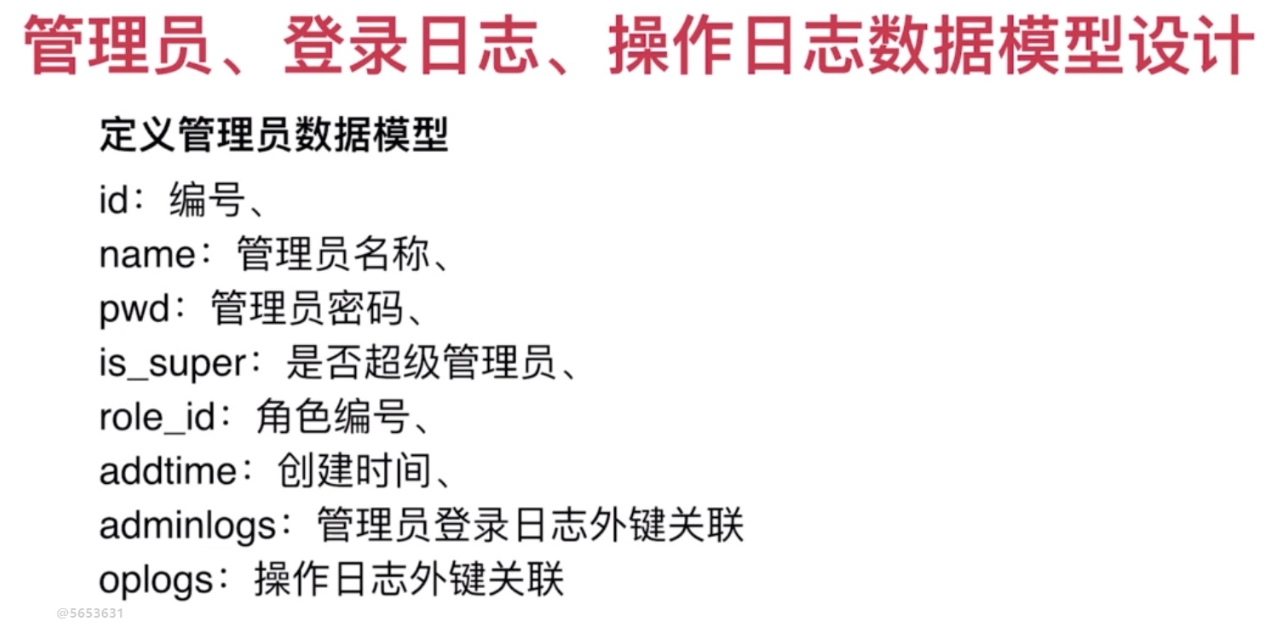 管理员、登录日志、操作日志数据模型设计
定义管理员数据模型
id：编号、
name：管理员名称、
pwd：管理员密码、
is_super：是否超级管理员、
role_id：角色编号、
addtime：创建时间、
adminlogs：管理员登录日志外键关联
oplogs：操作日志外键关联
@5653631